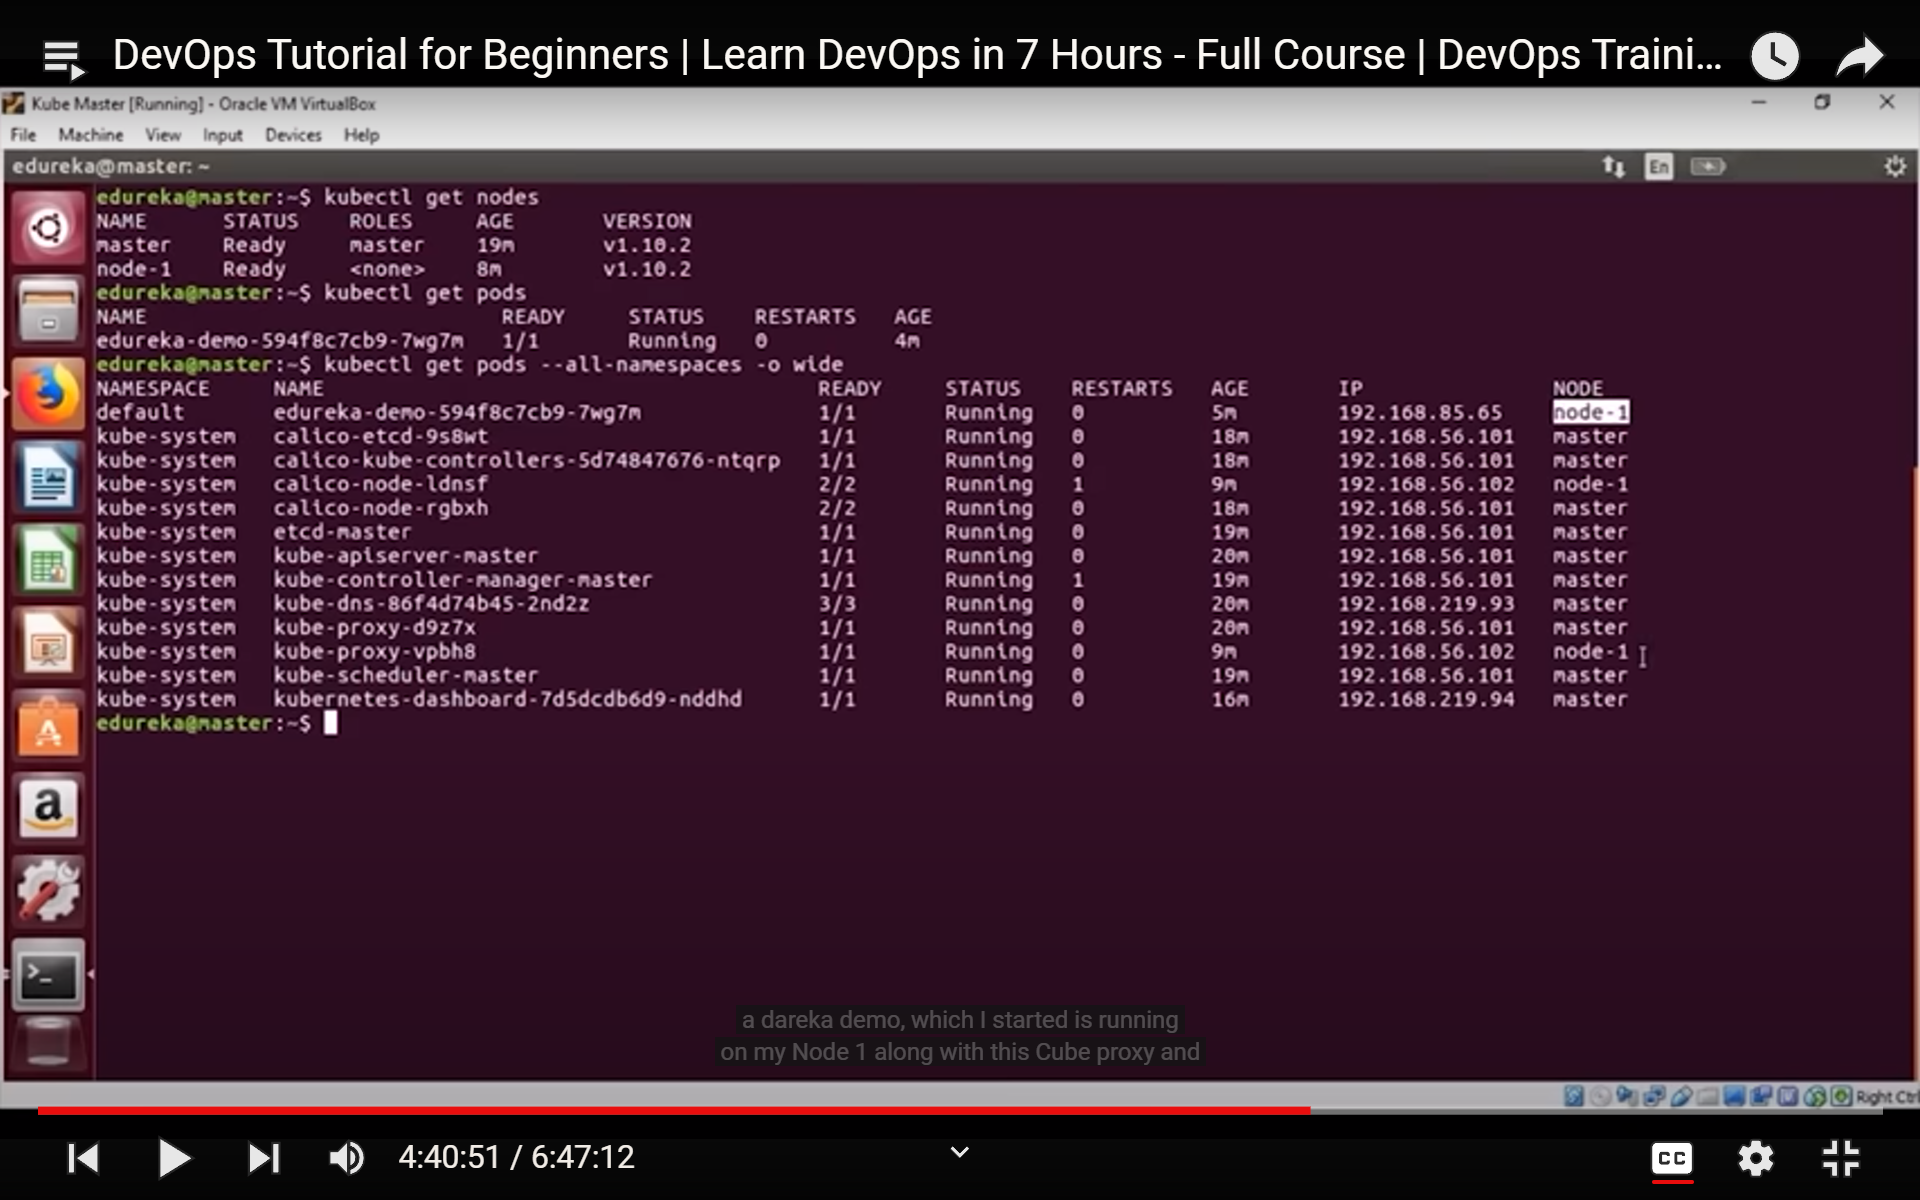 DevOps Tutorial for Beginners | Learn DevOps in 7 Hours - Full Course | DevOps Traini...
Kube Master [Running] - Oracle VM VirtualBox
File Machine View Input Devices Help
edureka@master: ~
En
edureka@master:~$ kubectl get nodes
NAME STATUS ROLES AGE VERSION
master Ready master 19m v1.10.2
node-1 Ready <none> 8m v1.10.2
edureka@master:~$ kubectl get pods
NAME READY STATUS RESTARTS AGE
edureka-demo-594f8c7cb9-7wg7m 1/1 Running 0 4m
edureka@master:~$ kubectl get pods --all-namespaces -o wide
NAMESPACE NAME READY STATUS RESTARTS AGE IP NODE
default edureka-demo-594f8c7cb9-7wg7m 1/1 Running 0 5m 192.168.85.65 node-1
kube-system calico-etcd-9s8wt 1/1 Running 0 18m 192.168.56.101 master
kube-system calico-kube-controllers-5d74847676-ntqrp 1/1 Running 0 18m 192.168.56.101 master
kube-system calico-node-ldnsf 2/2 Running 1 9m 192.168.56.102 node-1
kube-system calico-node-rgbxh 2/2 Running 0 18m 192.168.56.101 master
kube-system etcd-master 1/1 Running 0 19m 192.168.56.101 master
kube-system kube-apiserver-master 1/1 Running 0 20m 192.168.56.101 master
kube-system kube-controller-manager-master 1/1 Running 1 19m 192.168.56.101 master
kube-system kube-dns-86f4d74b45-2nd2z 3/3 Running 0 20m 192.168.219.93 master
kube-system kube-proxy-d9z7x 1/1 Running 0 20m 192.168.56.101 master
kube-system kube-proxy-vpbh8 1/1 Running 0 9m 192.168.56.102 node-1
kube-system kube-scheduler-master 1/1 Running 0 19m 192.168.56.101 master
kube-system kubernetes-dashboard-7d5dcdb6d9-nddhd 1/1 Running 0 16m 192.168.219.94 master
edureka@master:~$
a dareka demo, which I started is running
on my Node 1 along with this Cube proxy and
Right Ctrl
4:40:51 / 6:47:12
CC